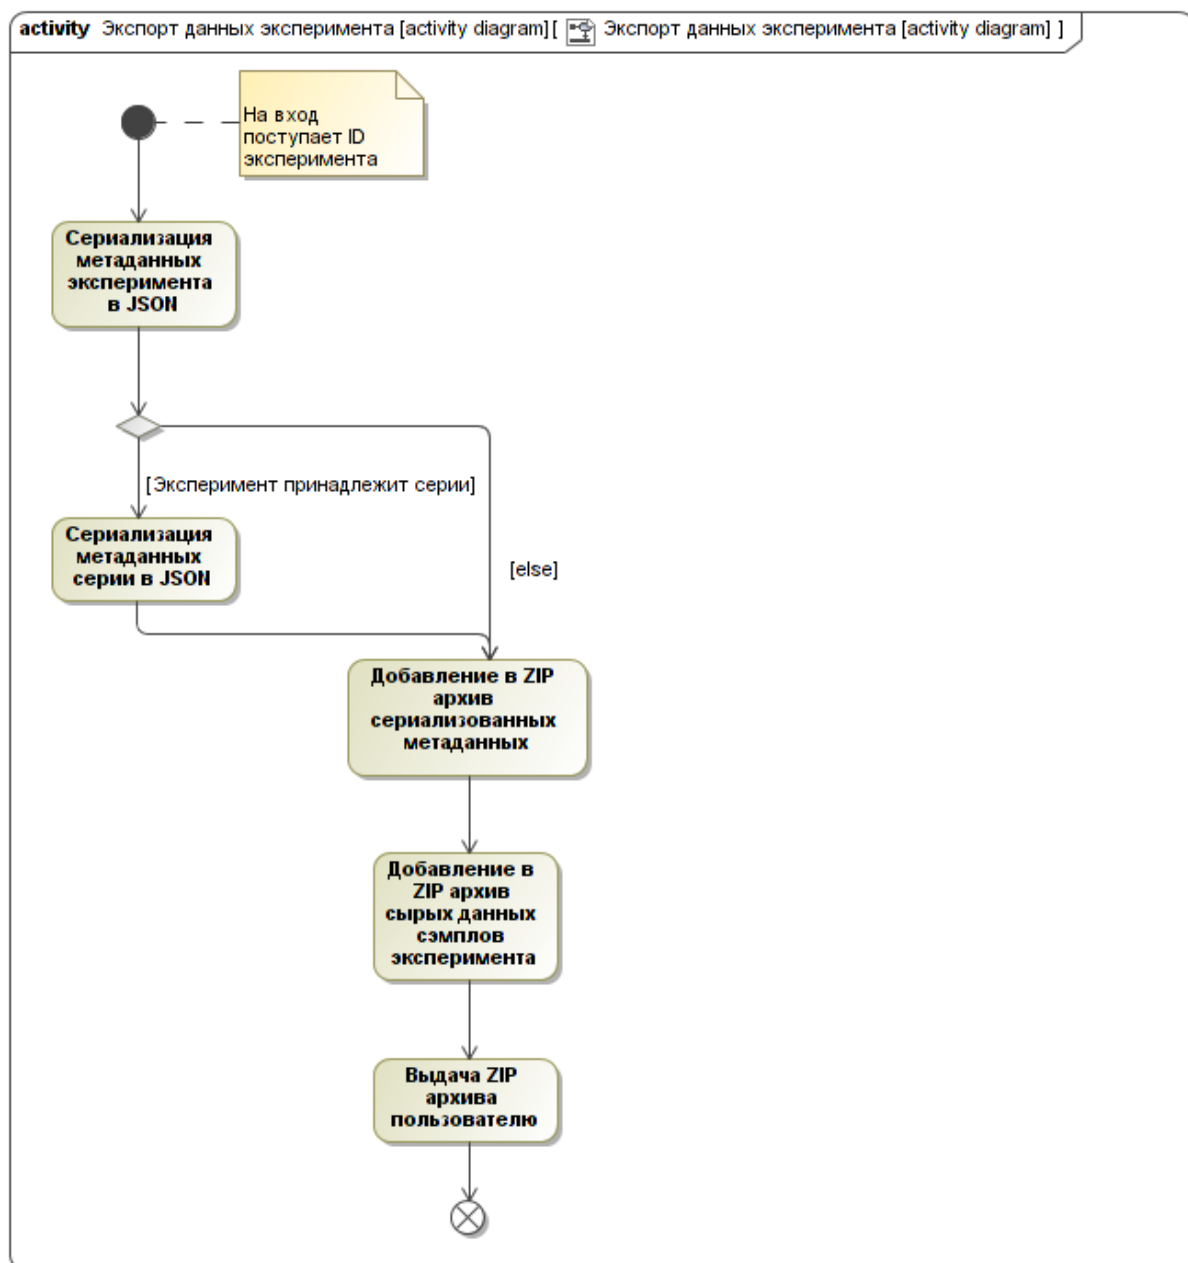 activity Экспорт данных эксперимента [activity diagram] [ Экспорт данных эксперимента [activity diagram] ]
На вход
поступает ID
эксперимента
Сериализация
метаданных
эксперимента
в JSON
[Эксперимент принадлежит серии]
Сериализация
метаданных
серии в JSON
[else]
Добавление в ZIP
архив
сериализованных
метаданных
Добавление в
ZIP архив
сырых данных
сэмплов
эксперимента
Выдача ZIP
архива
пользователю